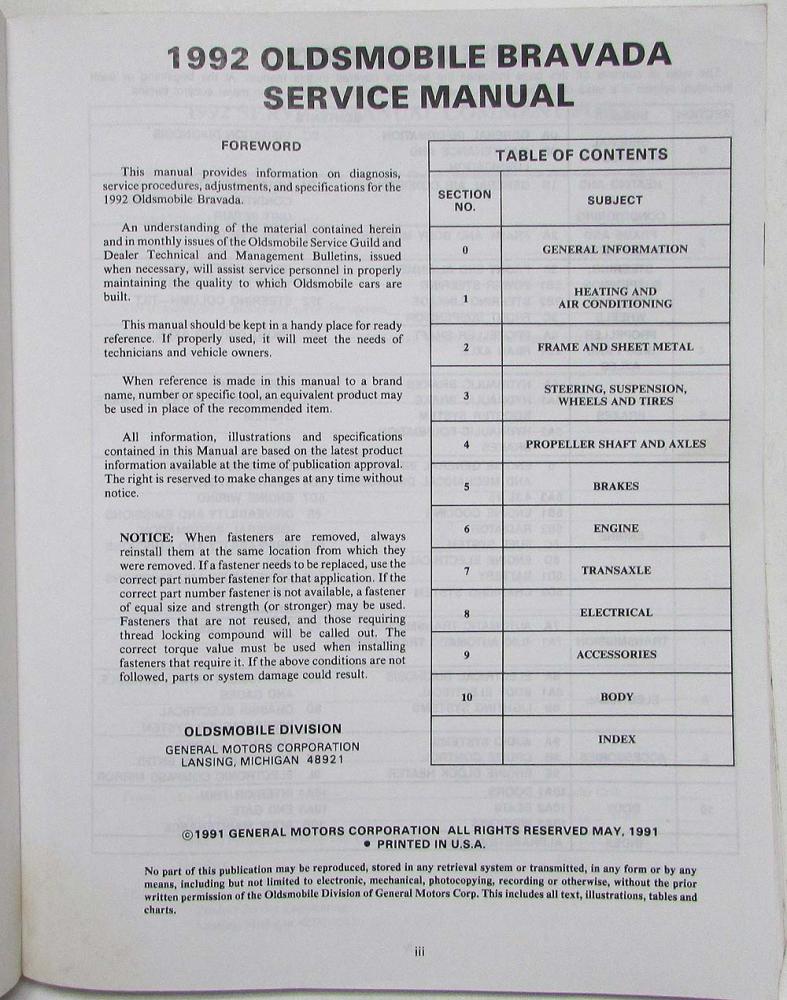 1992 OLDSMOBILE BRAVADA
SERVICE MANUAL
FOREWORD
This manual provides information on diagnosis,
service procedures, adjustments, and specifications for the
1992 Oldsmobile Bravada.
An understanding of the material contained herein
and in monthly issues of the Oldsmobile Service Guild and
Dealer Technical and Management Bulletins, issued
when necessary, will assist service personnel in properly
maintaining the quality to which Oldsmobile cars are
built.
This manual should be kept in a handy place for ready
reference. If properly used, it will meet the needs of
technicians and vehicle owners.
When reference is made in this manual to a brand
name, number or specific tool, an equivalent product may
be used in place of the recommended item.
All information, illustrations and specifications
contained in this Manual are based on the latest product
information available at the time of publication approval.
The right is reserved to make changes at any time without
notice.
NOTICE: When fasteners are removed, always
reinstall them at the same location from which they
were removed. If a fastener needs to be replaced, use the
correct part number fastener for that application. If the
correct part number fastener is not available, a fastener
of equal size and strength (or stronger) may be used.
Fasteners that are not reused, and those requiring
thread locking compound will be called out. The
correct torque value must be used when installing
fasteners that require it. If the above conditions are not
followed, parts or system damage could result.
OLDSMOBILE DIVISION
GENERAL MOTORS CORPORATION
LANSING, MICHIGAN 48921
TABLE OF CONTENTS
SECTION
NO.
SUBJECT
0 GENERAL INFORMATION
1 HEATING AND
AIR CONDITIONING
2 FRAME AND SHEET METAL
3 STEERING, SUSPENSION,
WHEELS AND TIRES
4 PROPELLER SHAFT AND AXLES
5 BRAKES
6 ENGINE
7 TRANSAXLE
8 ELECTRICAL
9 ACCESSORIES
10 BODY
INDEX
©1991 GENERAL MOTORS CORPORATION ALL RIGHTS RESERVED MAY, 1991
● PRINTED IN U.S.A.
No part of this publication may be reproduced, stored in any retrieval system or transmitted, in any form or by any
means, including but not limited to electronic, mechanical, photocopying, recording or otherwise, without the prior
written permission of the Oldsmobile Division of General Motors Corp. This includes all text, illustrations, tables and
charts.
iii